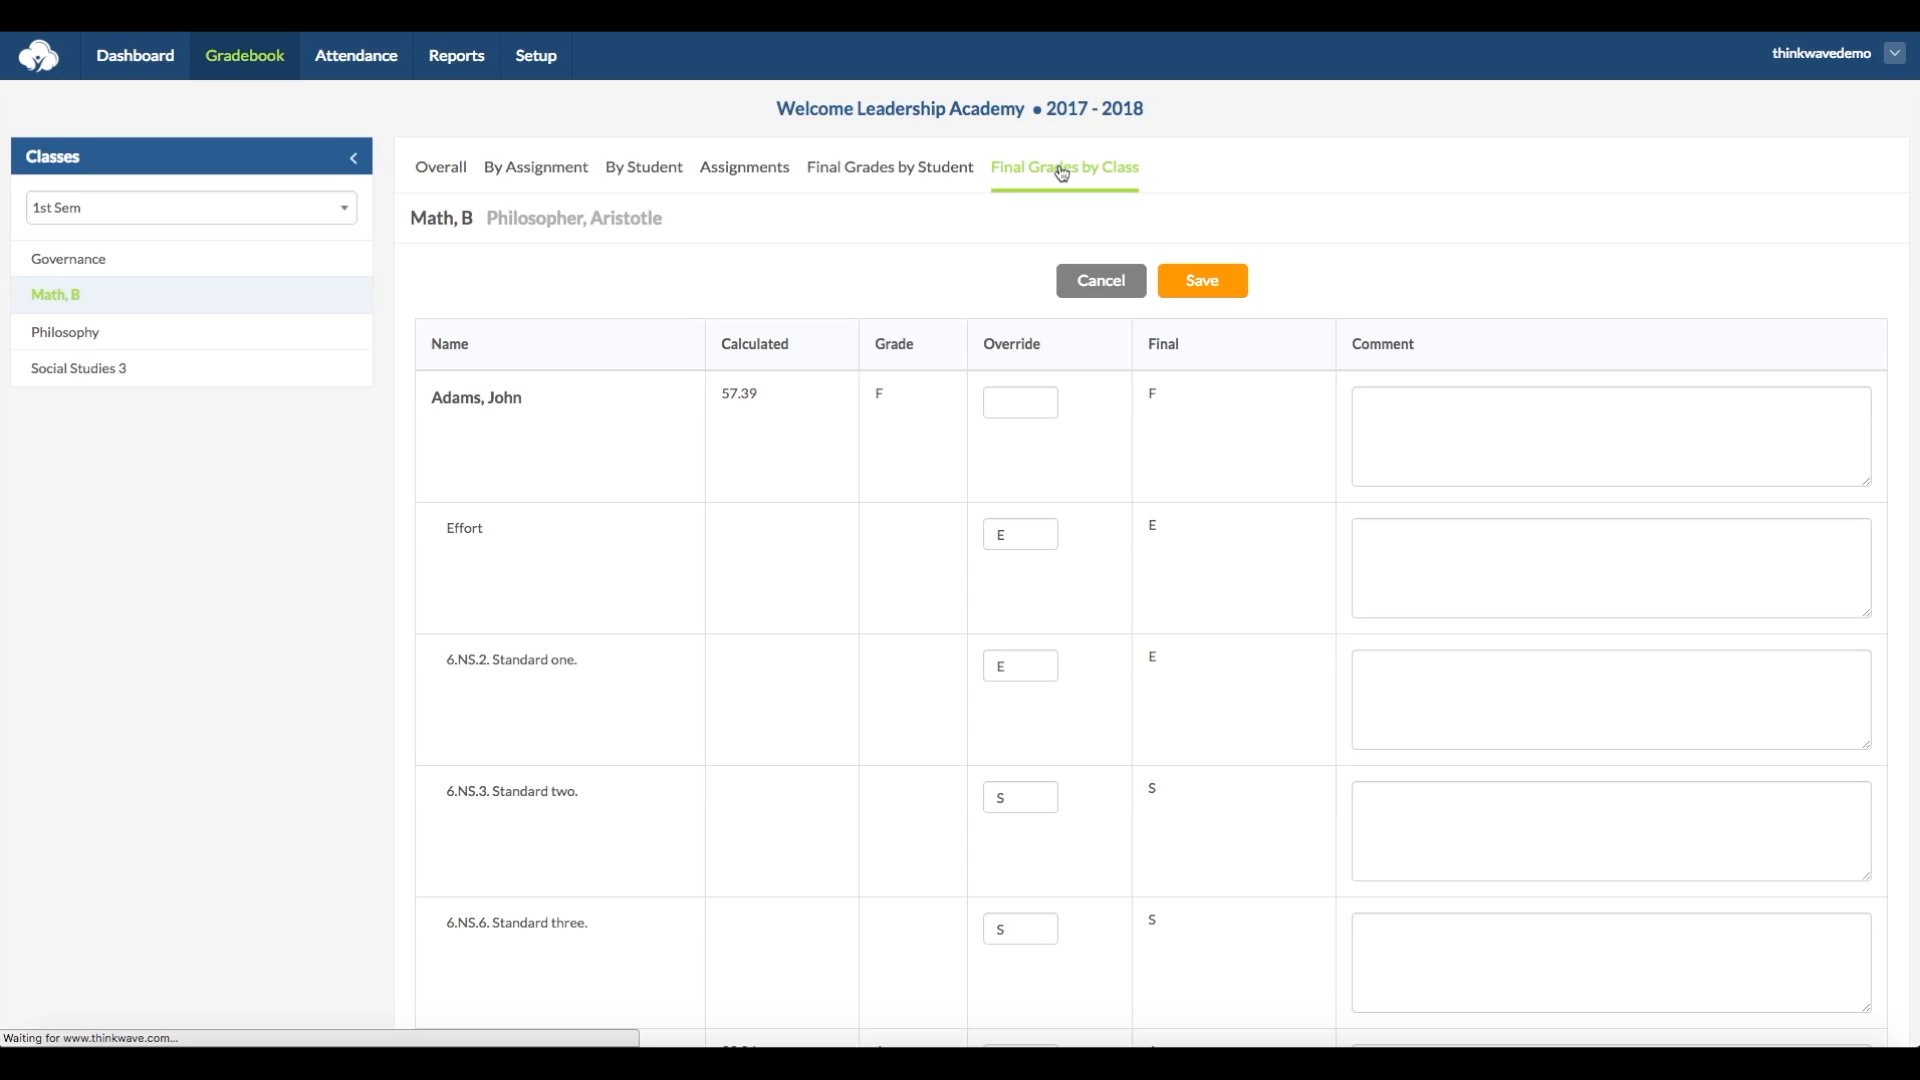 Dashboard Gradebook Attendance Reports Setup thinkwavedemo
Welcome Leadership Academy • 2017 - 2018
Classes
1st Sem
Governance
Math, B
Philosophy
Social Studies 3
Overall By Assignment By Student Assignments Final Grades by Student Final Grades by Class
Math, B Philosopher, Aristotle
Cancel Save
Name Calculated Grade Override Final Comment
Adams, John 57.39 F F
Effort E E
6.NS.2. Standard one. E E
6.NS.3. Standard two. S S
6.NS.6. Standard three. S S
Waiting for www.thinkwave.com...